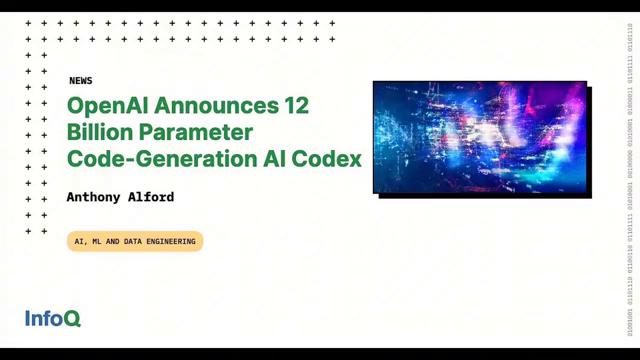 NEWS
OpenAI Announces 12
Billion Parameter
Code-Generation AI Codex
Anthony Alford
AI, ML AND DATA ENGINEERING
InfoQ